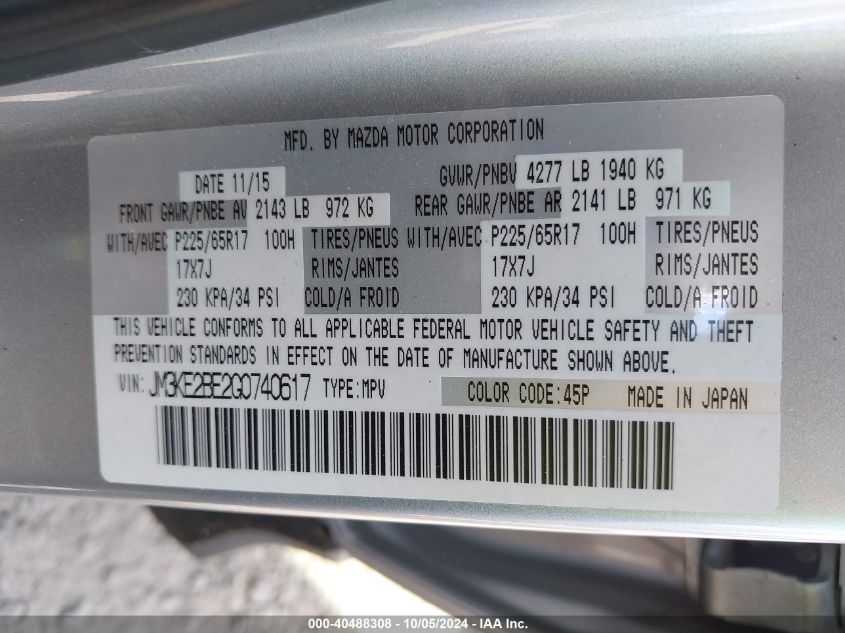 MFD. BY MAZDA MOTOR CORPORATION
DATE 11/15 GVWR/PNBV 4277 LB 1940 KG
FRONT GAWR/PNBE AV 2143 LB 972 KG REAR GAWR/PNBE AR 2141 LB 971 KG
WITH/AVEC P225/65R17 100H TIRES/PNEUS WITH/AVEC P225/65R17 100H TIRES/PNEUS
17X7J RIMS/JANTES 17X7J RIMS/JANTES
230 KPA/34 PSI COLD/A FROID 230 KPA/34 PSI COLD/A FROID
THIS VEHICLE CONFORMS TO ALL APPLICABLE FEDERAL MOTOR VEHICLE SAFETY AND THEFT
PREVENTION STANDARDS IN EFFECT ON THE DATE OF MANUFACTURE SHOWN ABOVE.
VIN: JM3KE2BE2G0740617 TYPE:MPV COLOR CODE:45P MADE IN JAPAN
000-40488308 - 10/05/2024 - IAA Inc.